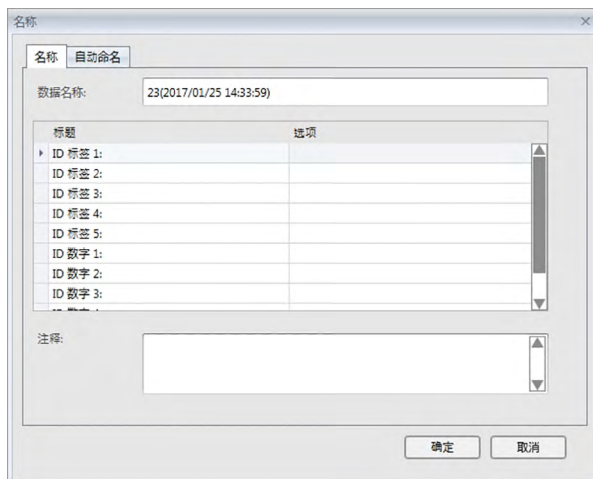 名称
名称 自动命名
数据名称: 23(2017/01/25 14:33:59)
标题 选项
ID 标签 1:
ID 标签 2:
ID 标签 3:
ID 标签 4:
ID 标签 5:
ID 数字 1:
ID 数字 2:
ID 数字 3:
注释:
确定 取消